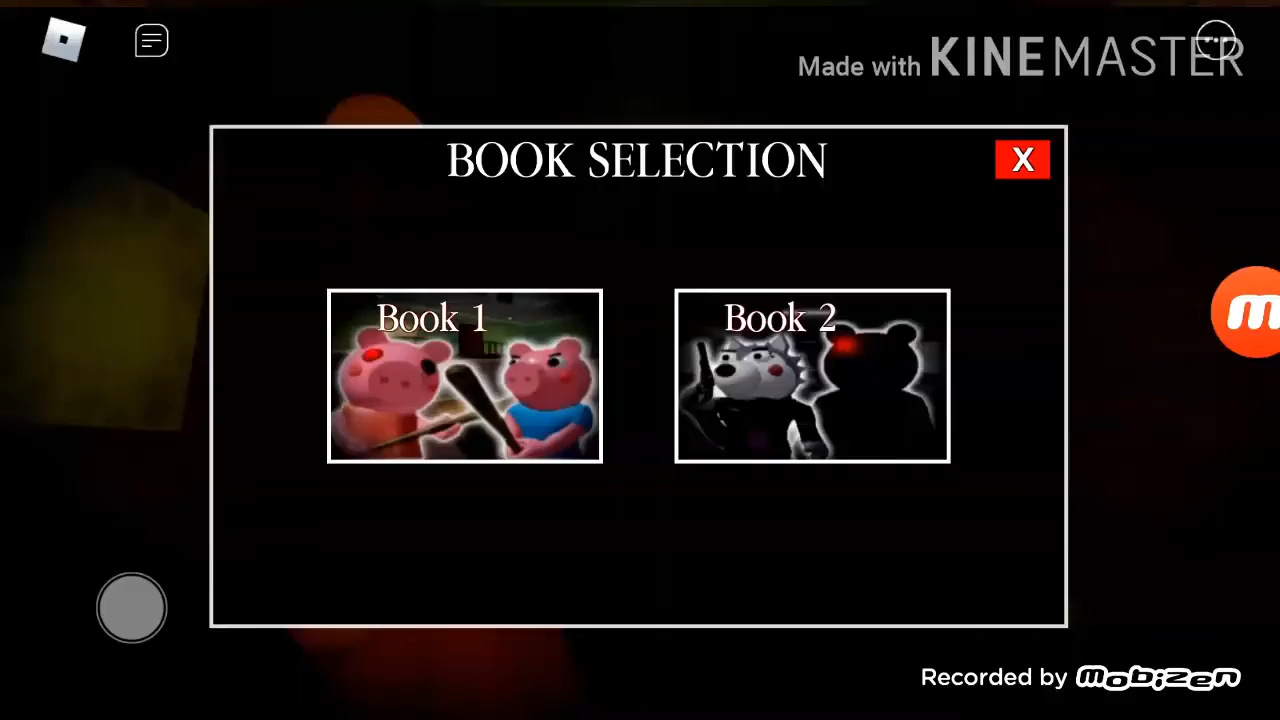 Made with KINEMASTER
BOOK SELECTION
X
Book 1
Book 2
Recorded by mobizen